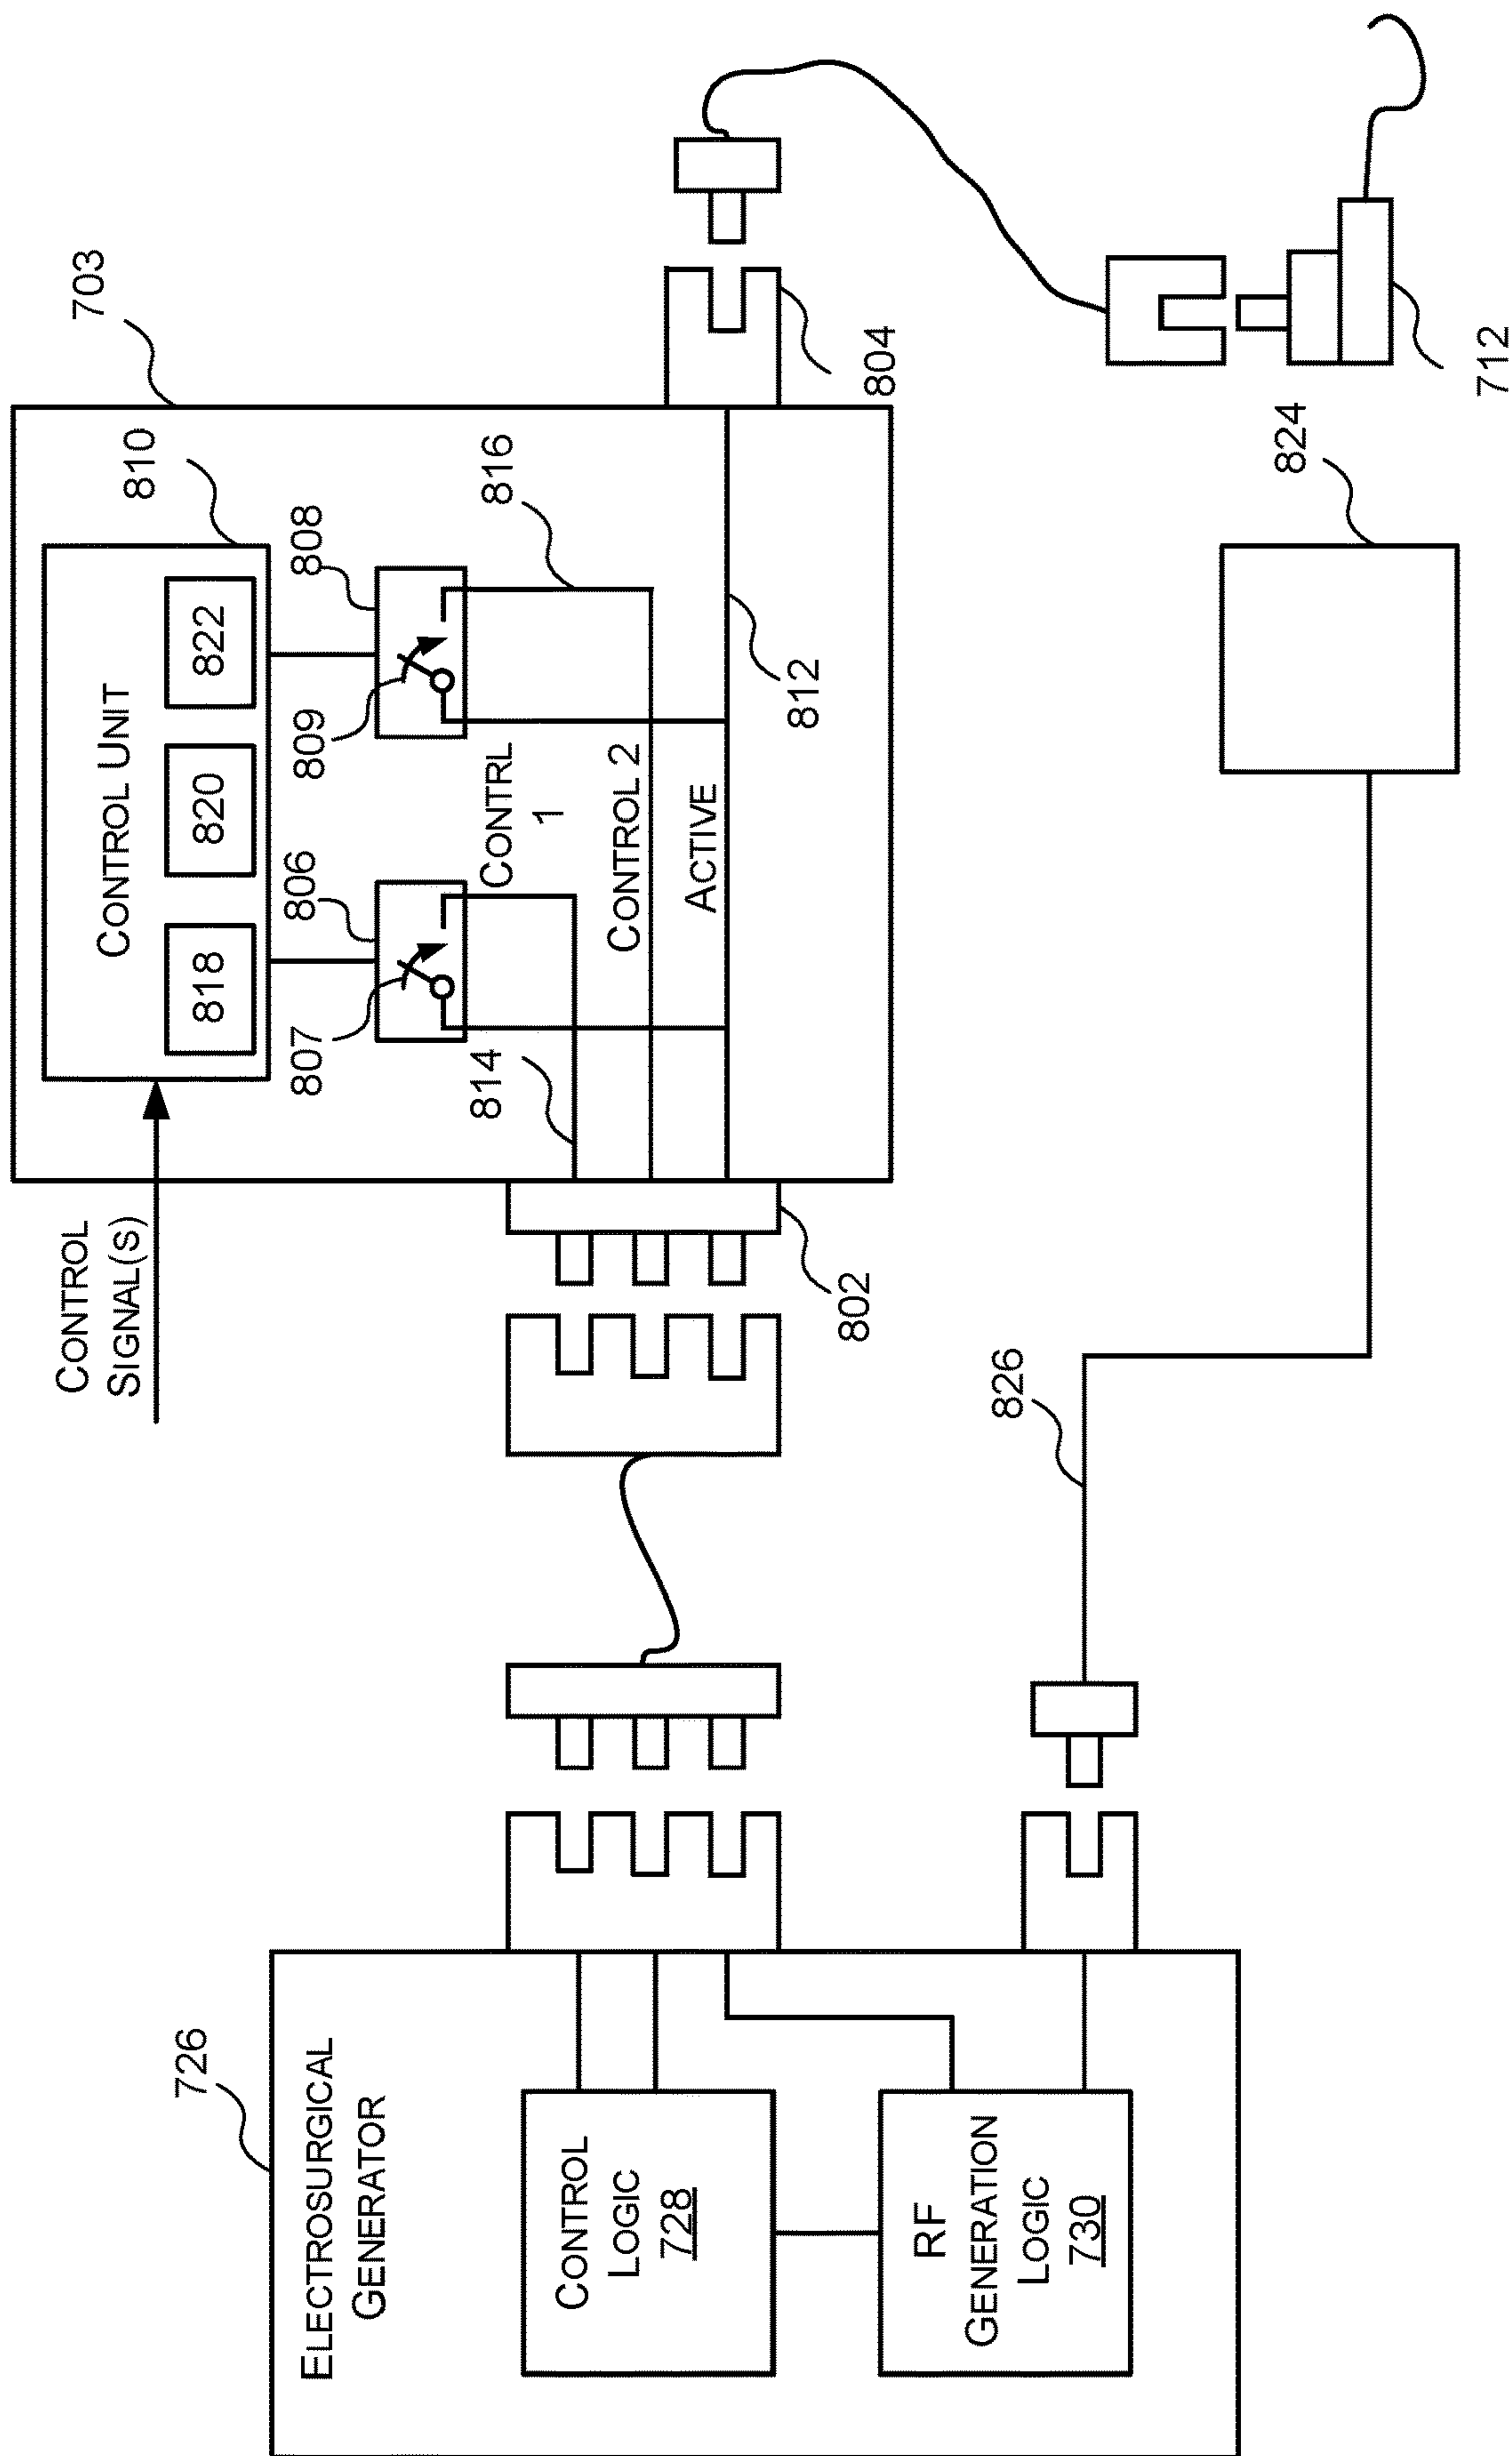 726
ELECTROSURGICAL
GENERATOR
CONTROL
LOGIC
728
RF
GENERATION
LOGIC
730
CONTROL
SIGNAL(S)
703
CONTROL UNIT
818
820
822
810
806
807
808
809
814
CONTRL
1
816
CONTROL 2
ACTIVE
812
802
804
826
824
712